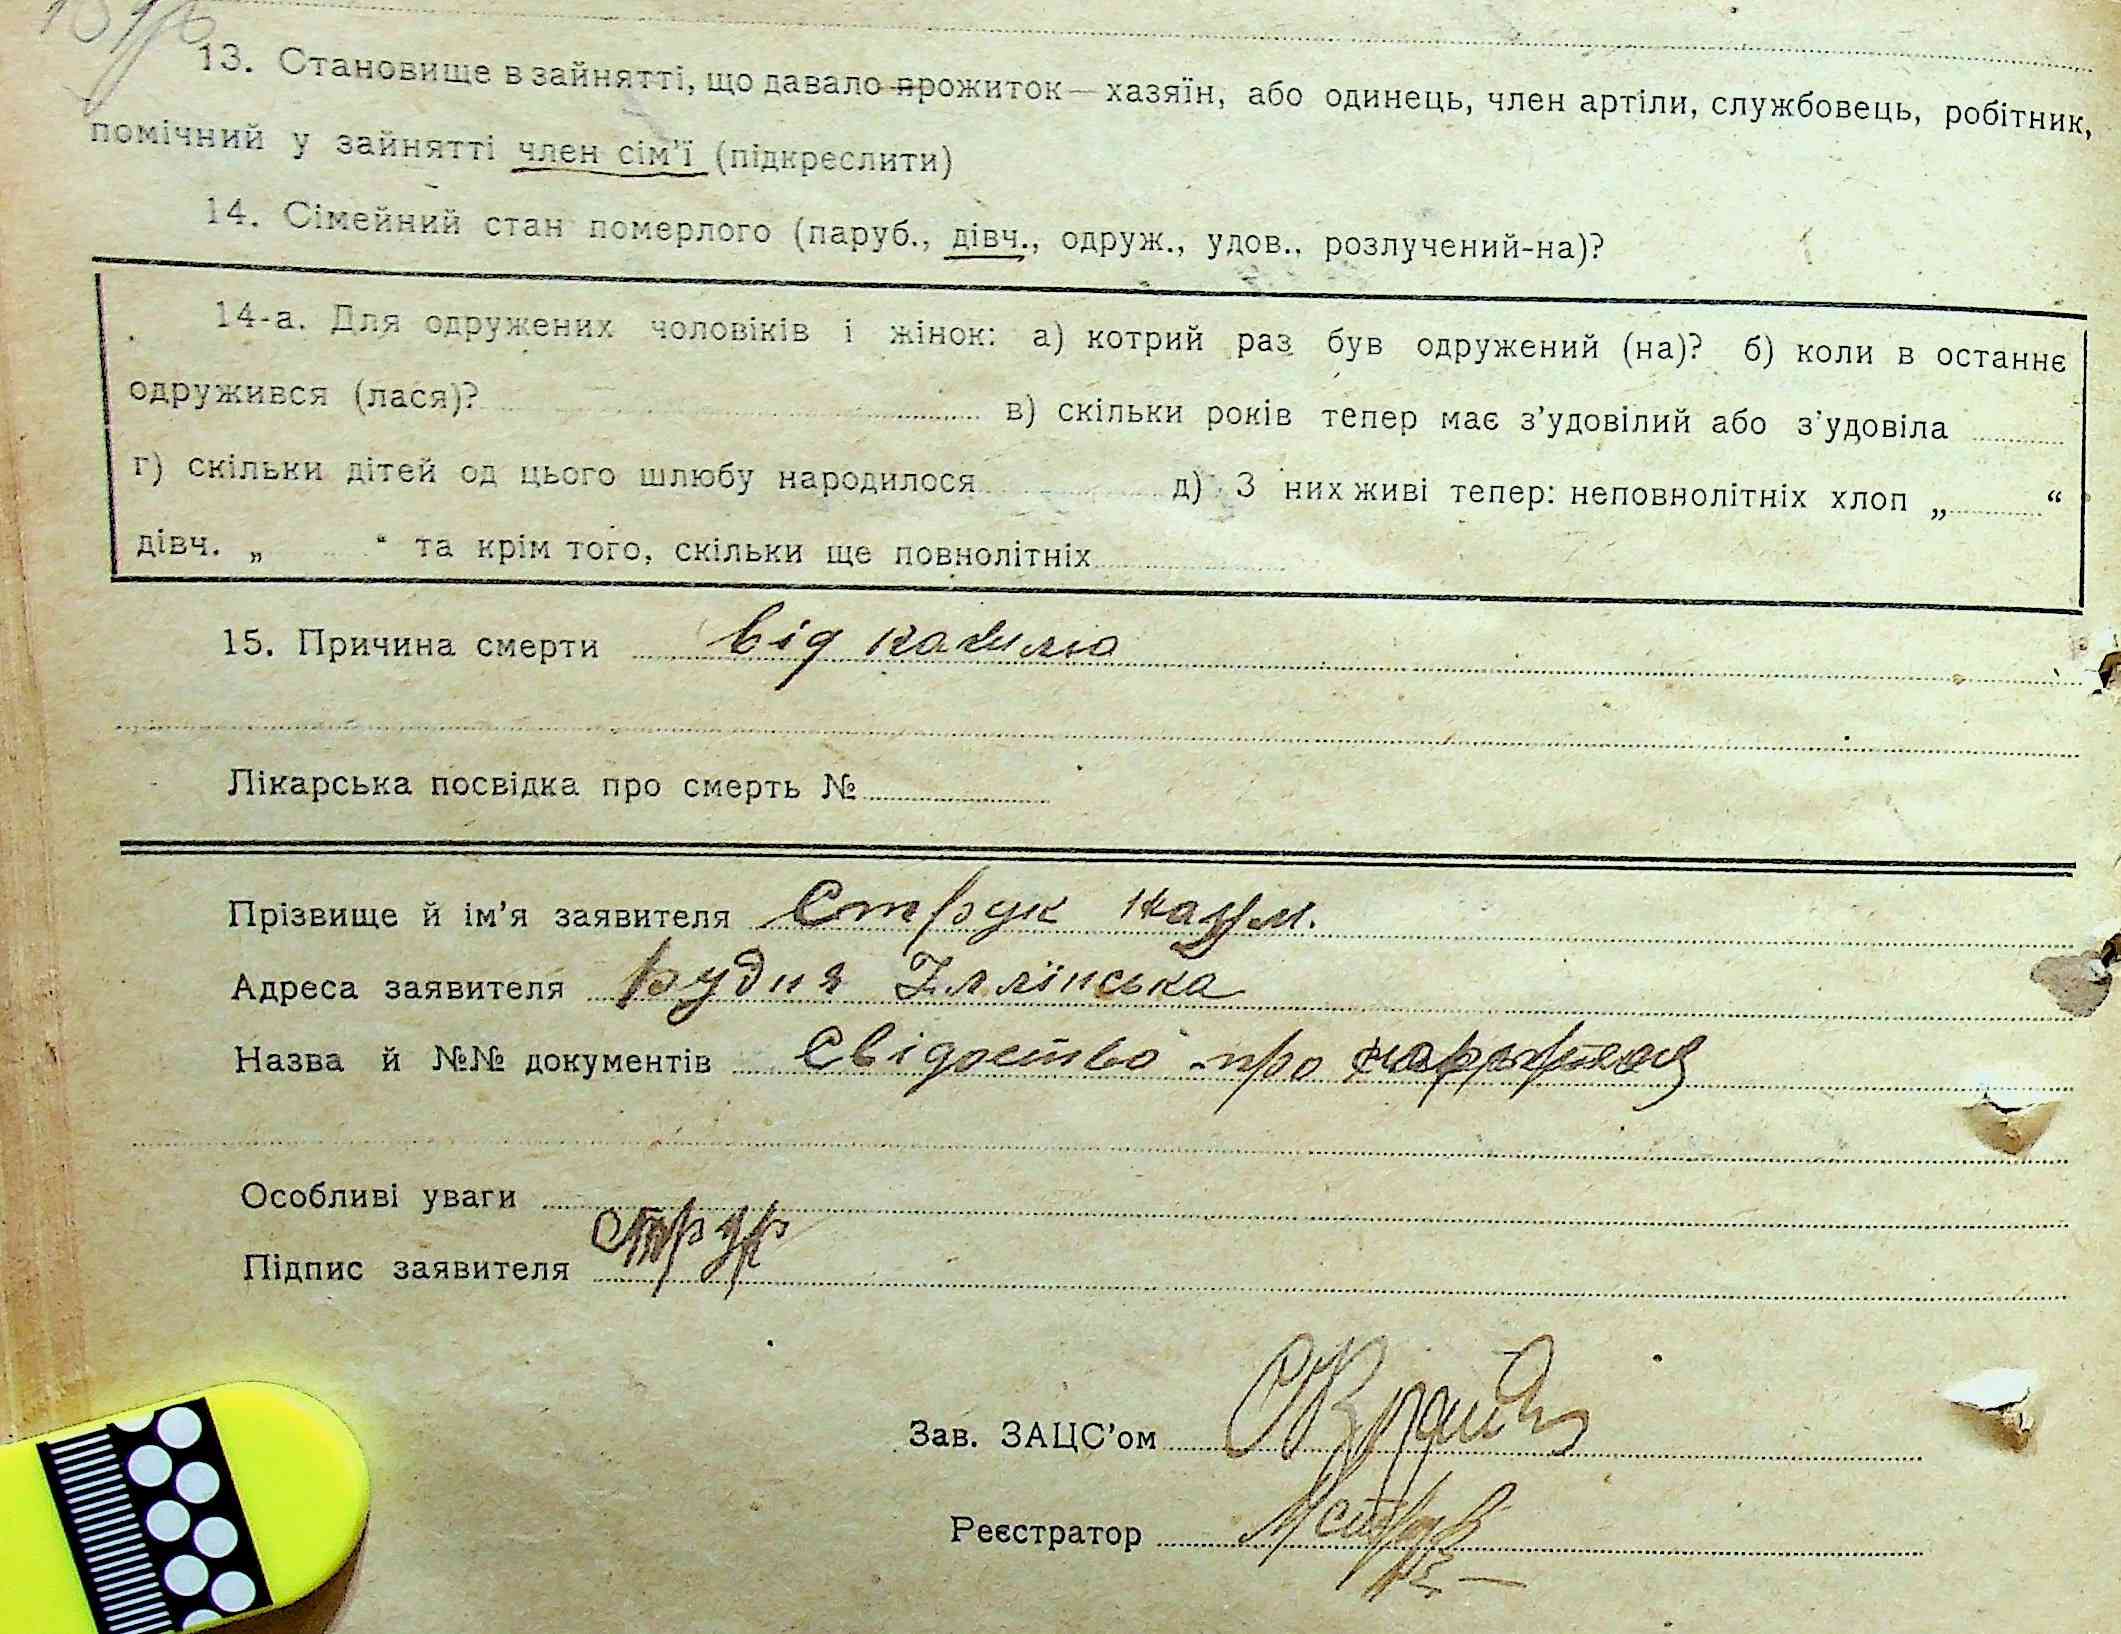 13. Становище в зайнятті, що давало прожиток — хазяїн, або одинець, член артіли, службовець, робітник,
помічний у зайнятті член сім'ї (підкреслити)
14. Сімейний стан померлого (паруб., дівч., одруж., удов., розлучений-на)?
14-а. Для одружених чоловіків і жінок: а) котрий раз був одружений (на)? б) коли в останнє
одружився (лася)? в) скільки років тепер має з'удовілий або з'удовіла
г) скільки дітей од цього шлюбу народилося д) З них живі тепер: неповнолітніх хлоп „ “
дівч. „ “ та крім того, скільки ще повнолітніх
15. Причина смерти від кашлю
Лікарська посвідка про смерть №
Прізвище й ім'я заявителя Струк Наум.
Адреса заявителя Рудня Іллінська
Назва й №№ документів Свідоство про
Особливі уваги
Підпис заявителя
Зав. ЗАЦС'ом
Реєстратор